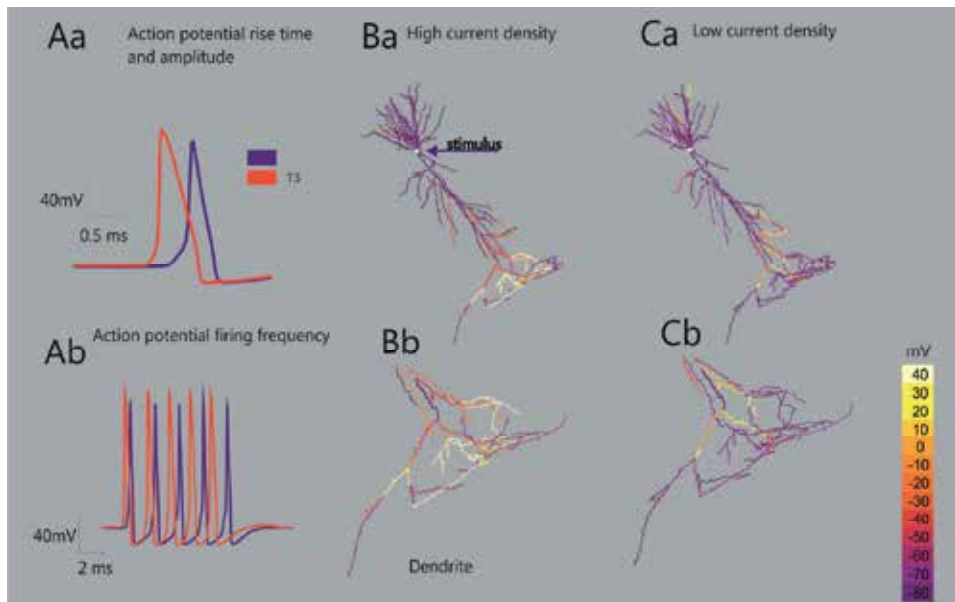 Aa
Action potential rise time
and amplitude
Ba
High current density
Ca
Low current density
stimulus
T3
40mV
0.5 ms
Ab
Action potential firing frequency
Bb
Cb
mV
40
30
20
10
0
-10
-20
-30
-40
-50
-60
-70
-80
40mV
2 ms
Dendrite